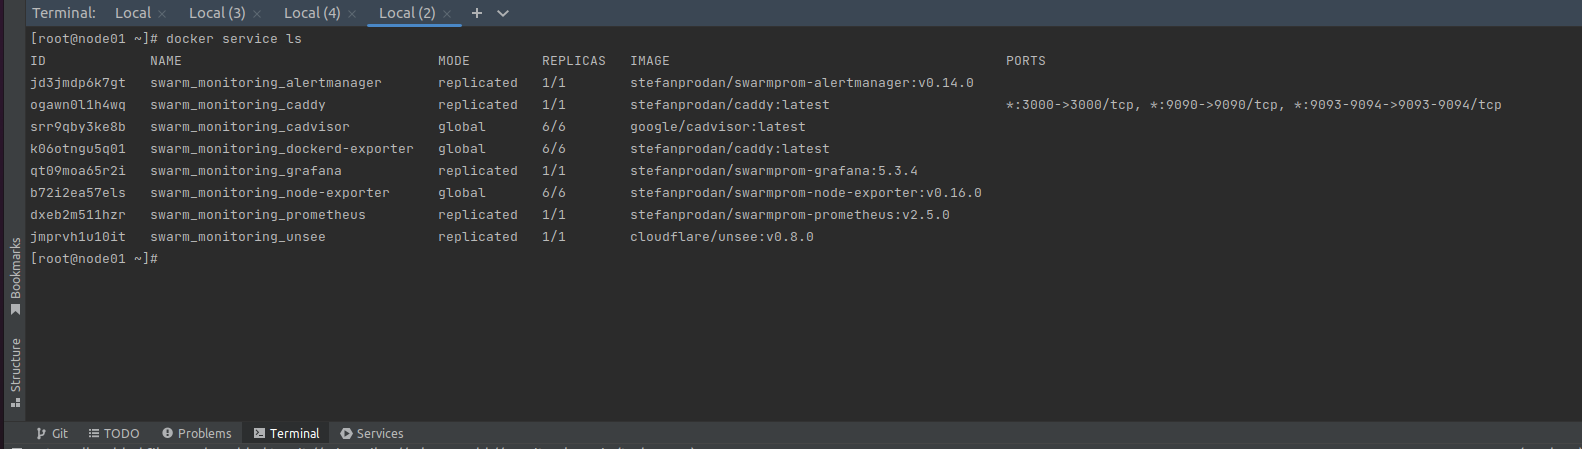 Terminal: Local × Local (3) × Local (4) × Local (2) × +
[root@node01 ~]# docker service ls
ID NAME MODE REPLICAS IMAGE PORTS
jd3jmdp6k7gt swarm_monitoring_alertmanager replicated 1/1 stefanprodan/swarmprom-alertmanager:v0.14.0
ogawn0l1h4wq swarm_monitoring_caddy replicated 1/1 stefanprodan/caddy:latest *:3000->3000/tcp, *:9090->9090/tcp, *:9093-9094->9093-9094/tcp
srr9qby3ke8b swarm_monitoring_cadvisor global 6/6 google/cadvisor:latest
k06otngu5q01 swarm_monitoring_dockerd-exporter global 6/6 stefanprodan/caddy:latest
qt09moa65r2i swarm_monitoring_grafana replicated 1/1 stefanprodan/swarmprom-grafana:5.3.4
b72i2ea57els swarm_monitoring_node-exporter global 6/6 stefanprodan/swarmprom-node-exporter:v0.16.0
dxeb2m511hzr swarm_monitoring_prometheus replicated 1/1 stefanprodan/swarmprom-prometheus:v2.5.0
jmprvh1u10it swarm_monitoring_unsee replicated 1/1 cloudflare/unsee:v0.8.0
[root@node01 ~]#
Bookmarks
Structure
Git TODO Problems Terminal Services